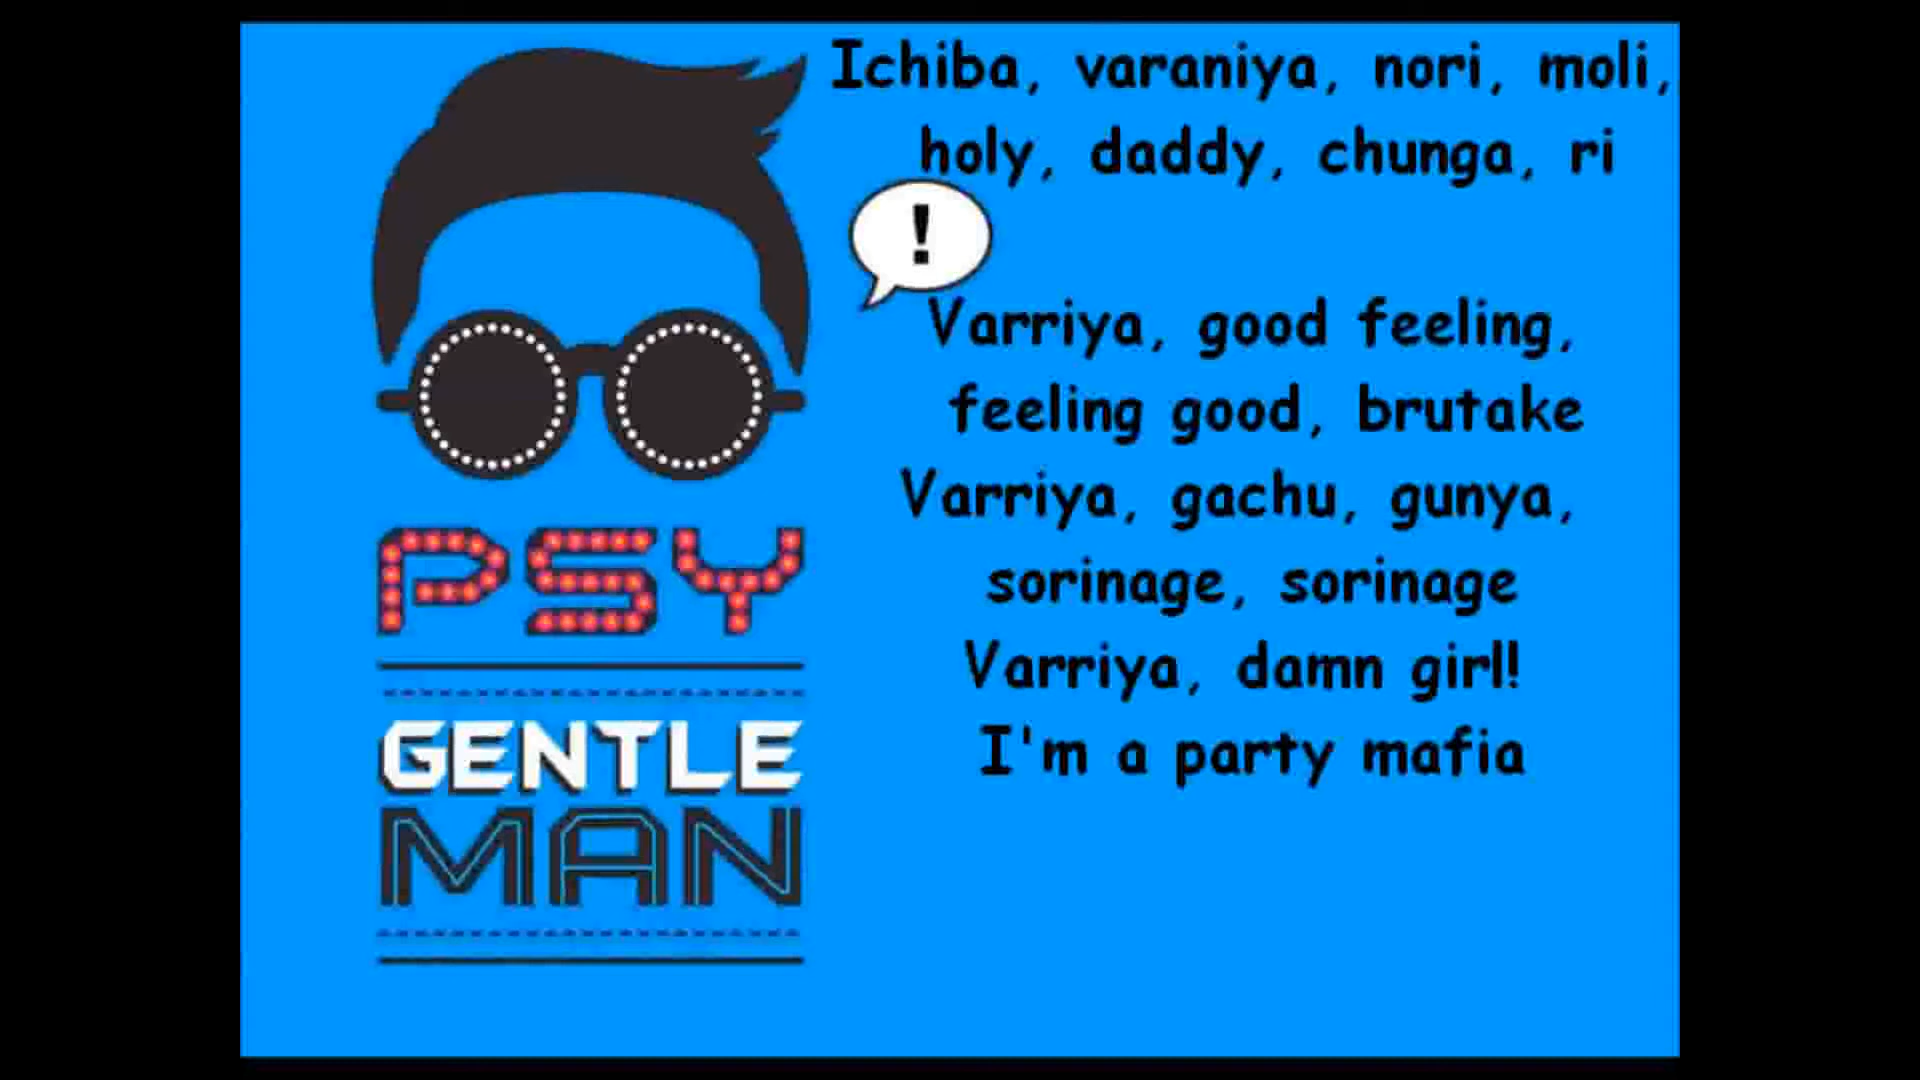 Ichiba, varaniya, nori, moli,
holy, daddy, chunga, ri
!
Varriya, good feeling,
feeling good, brutake
Varriya, gachu, gunya,
sorinage, sorinage
Varriya, damn girl!
I'm a party mafia
PSY
GENTLE
MAN